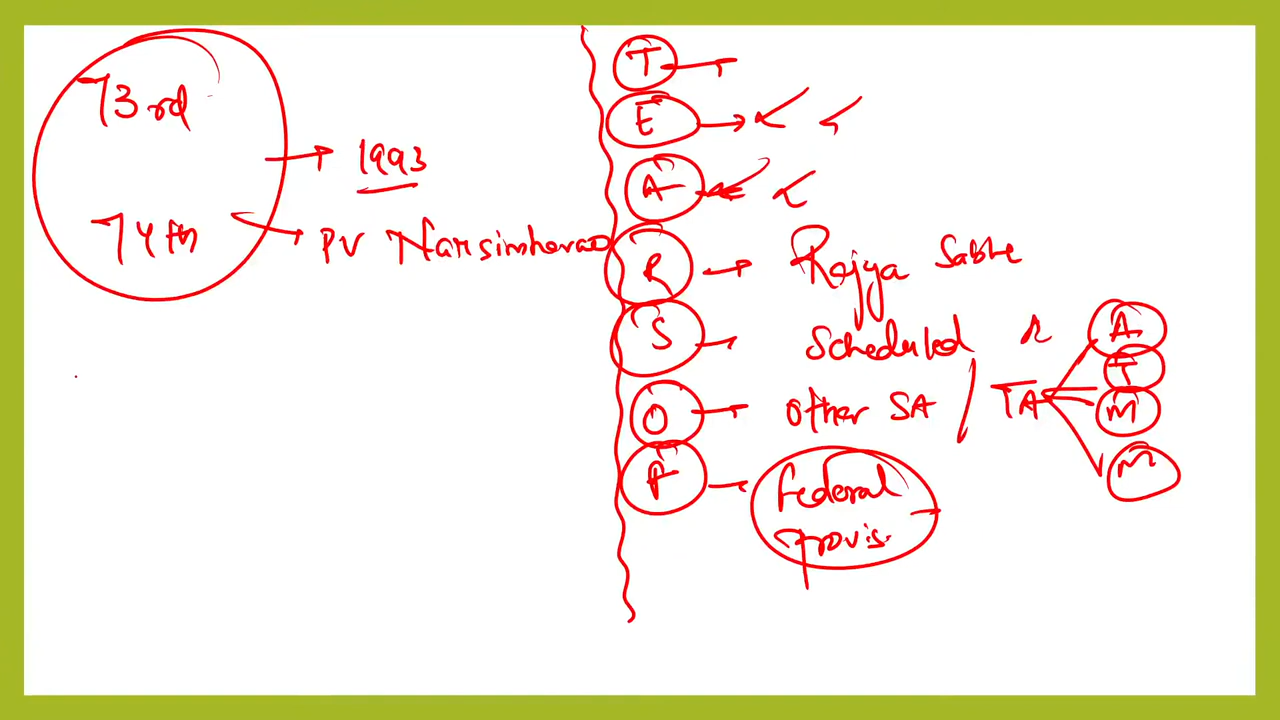 73rd
1993
74th
PV Narsimharao
T
E
A
R → Rajya Sabha
S Scheduled A
O Other SA / TA T
M
M
F Federal
provis.